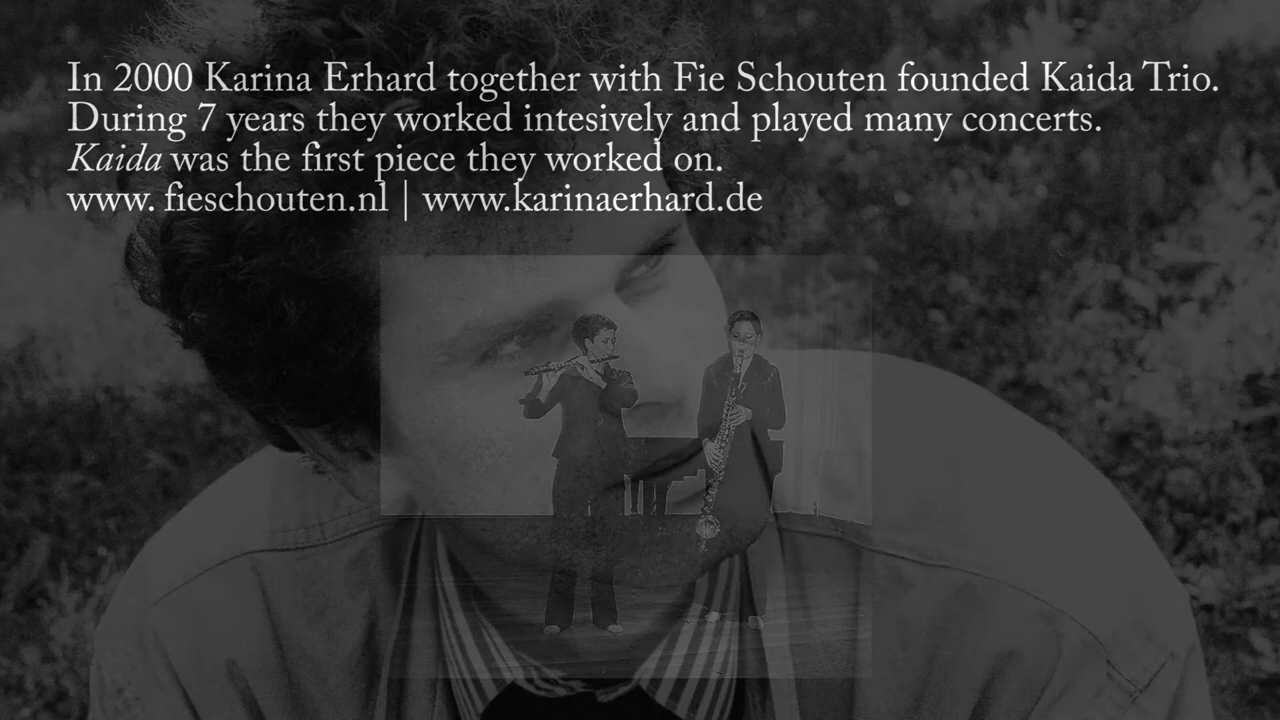 In 2000 Karina Erhard together with Fie Schouten founded Kaida Trio.
During 7 years they worked intesively and played many concerts.
Kaida was the first piece they worked on.
www. fieschouten.nl | www.karinaerhard.de